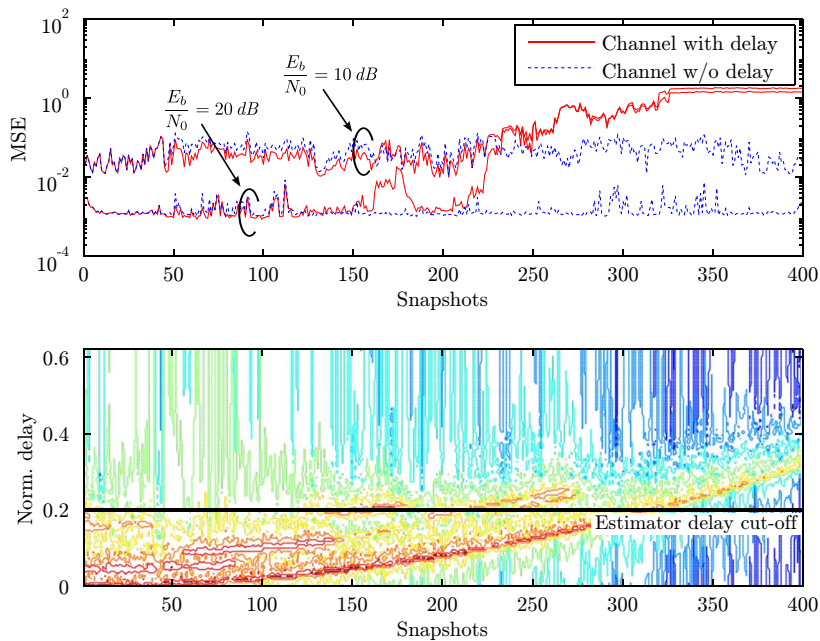 10^2
10^0
10^-2
10^-4
MSE
Channel with delay
Channel w/o delay
E_b/N_0 = 10 dB
E_b/N_0 = 20 dB
0 50 100 150 200 250 300 350 400
Snapshots
0.6
0.4
0.2
0
Norm. delay
Estimator delay cut-off
50 100 150 200 250 300 350 400
Snapshots